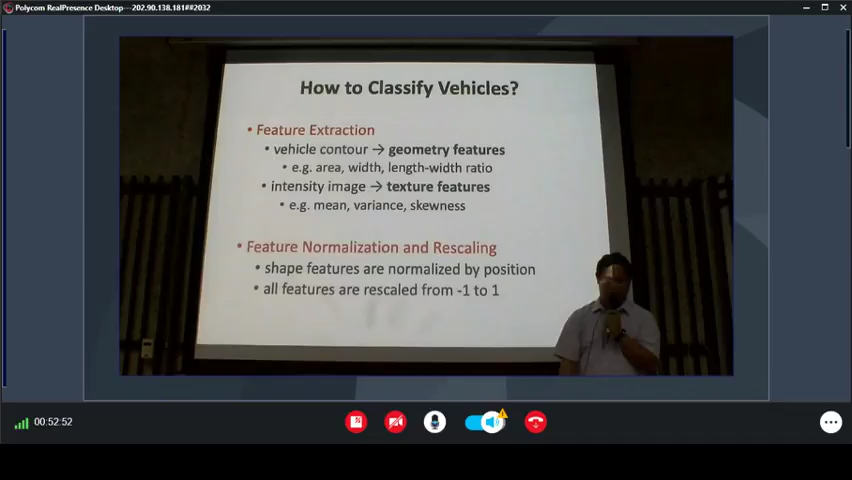 Polycom RealPresence Desktop---202.90.138.181##2032
How to Classify Vehicles?
• Feature Extraction
• vehicle contour → geometry features
• e.g. area, width, length-width ratio
• intensity image → texture features
• e.g. mean, variance, skewness
• Feature Normalization and Rescaling
• shape features are normalized by position
• all features are rescaled from -1 to 1
00:52:52